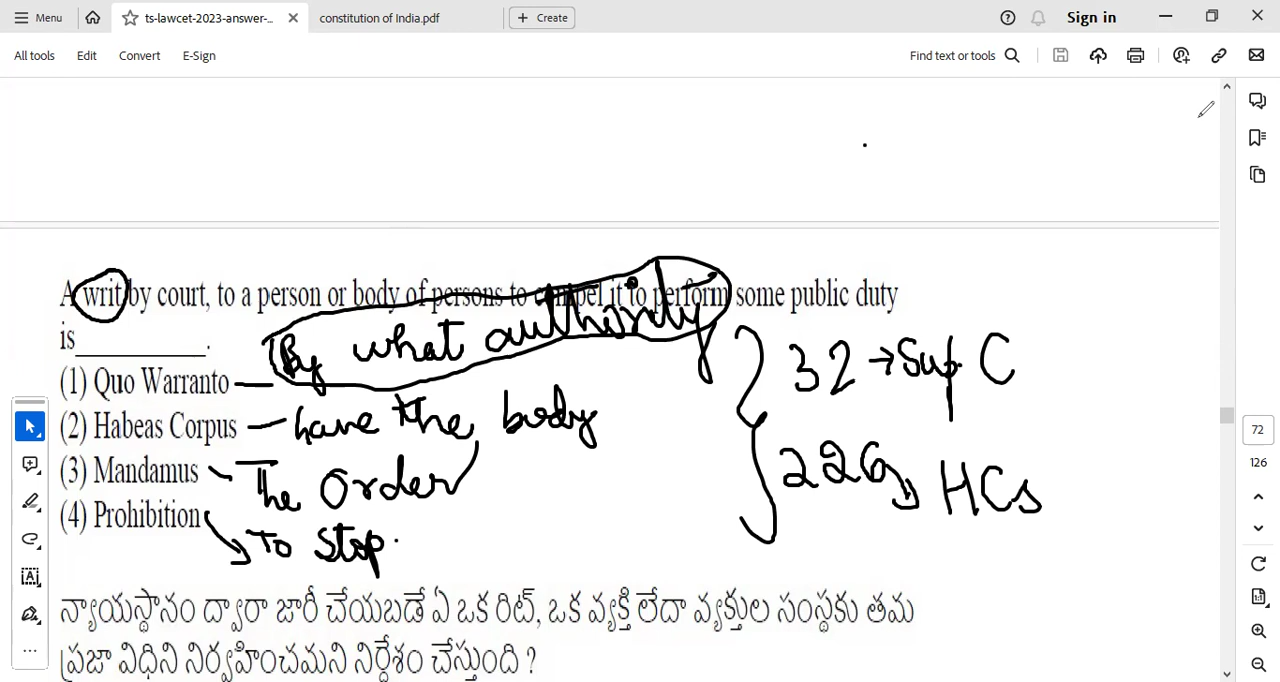 Menu ts-lawcet-2023-answer-... constitution of India.pdf + Create Sign in
All tools Edit Convert E-Sign Find text or tools
A writ by court, to a person or body of persons to compel it to perform some public duty
is____________.
By what authority
(1) Quo Warranto
32 → Sup. C
(2) Habeas Corpus — have the body
(3) Mandamus The Order
226 → HCs
(4) Prohibition To stop.
72
126
న్యాయస్థానం ద్వారా జారీ చేయబడే ఏ ఒక రిట్, ఒక వ్యక్తి లేదా వ్యక్తుల సంస్థకు తమ
ప్రజా విధిని నిర్వహించమని నిర్దేశం చేస్తుంది ?